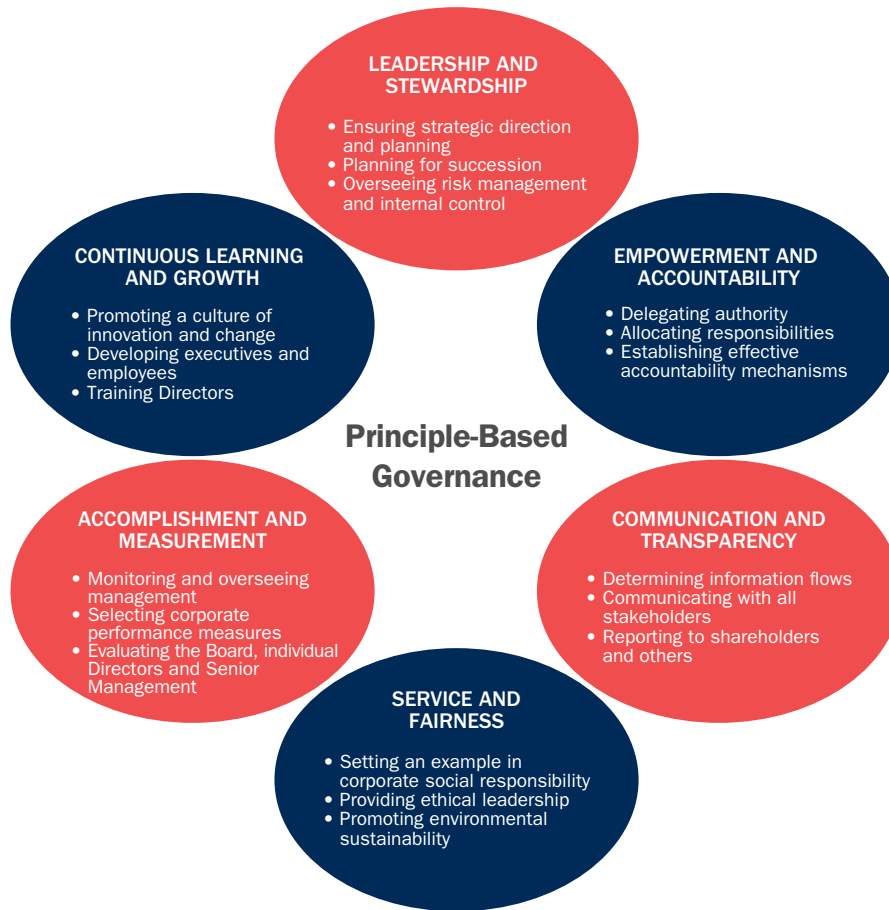 LEADERSHIP AND
STEWARDSHIP
• Ensuring strategic direction
and planning
• Planning for succession
• Overseeing risk management
and internal control
CONTINUOUS LEARNING
AND GROWTH
• Promoting a culture of
innovation and change
• Developing executives and
employees
• Training Directors
EMPOWERMENT AND
ACCOUNTABILITY
• Delegating authority
• Allocating responsibilities
• Establishing effective
accountability mechanisms
Principle-Based
Governance
ACCOMPLISHMENT AND
MEASUREMENT
• Monitoring and overseeing
management
• Selecting corporate
performance measures
• Evaluating the Board, individual
Directors and Senior
Management
COMMUNICATION AND
TRANSPARENCY
• Determining information flows
• Communicating with all
stakeholders
• Reporting to shareholders
and others
SERVICE AND
FAIRNESS
• Setting an example in
corporate social responsibility
• Providing ethical leadership
• Promoting environmental
sustainability